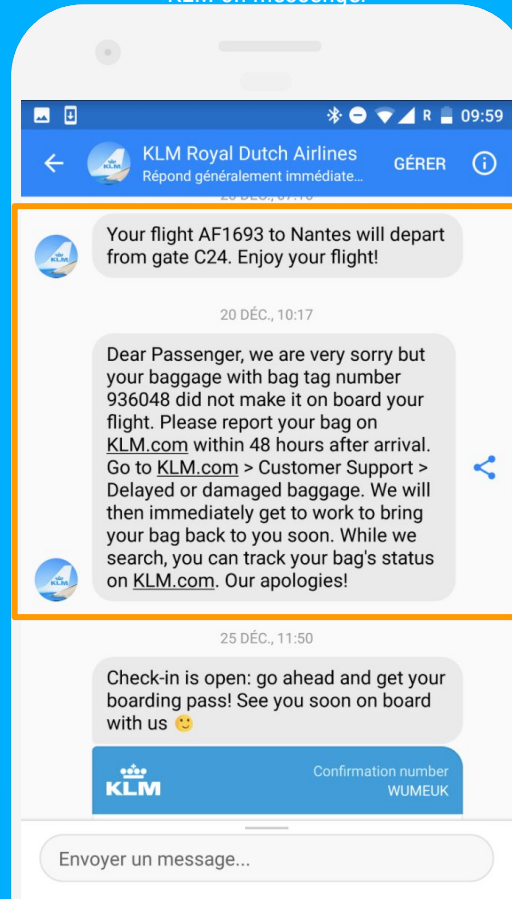 R 09:59
KLM Royal Dutch Airlines
Répond généralement immédiate...
GÉRER
Your flight AF1693 to Nantes will depart
from gate C24. Enjoy your flight!
20 DÉC., 10:17
Dear Passenger, we are very sorry but
your baggage with bag tag number
936048 did not make it on board your
flight. Please report your bag on
KLM.com within 48 hours after arrival.
Go to KLM.com > Customer Support >
Delayed or damaged baggage. We will
then immediately get to work to bring
your bag back to you soon. While we
search, you can track your bag's status
on KLM.com. Our apologies!
25 DÉC., 11:50
Check-in is open: go ahead and get your
boarding pass! See you soon on board
with us 🙂
KLM
Confirmation number
WUMEUK
Envoyer un message...